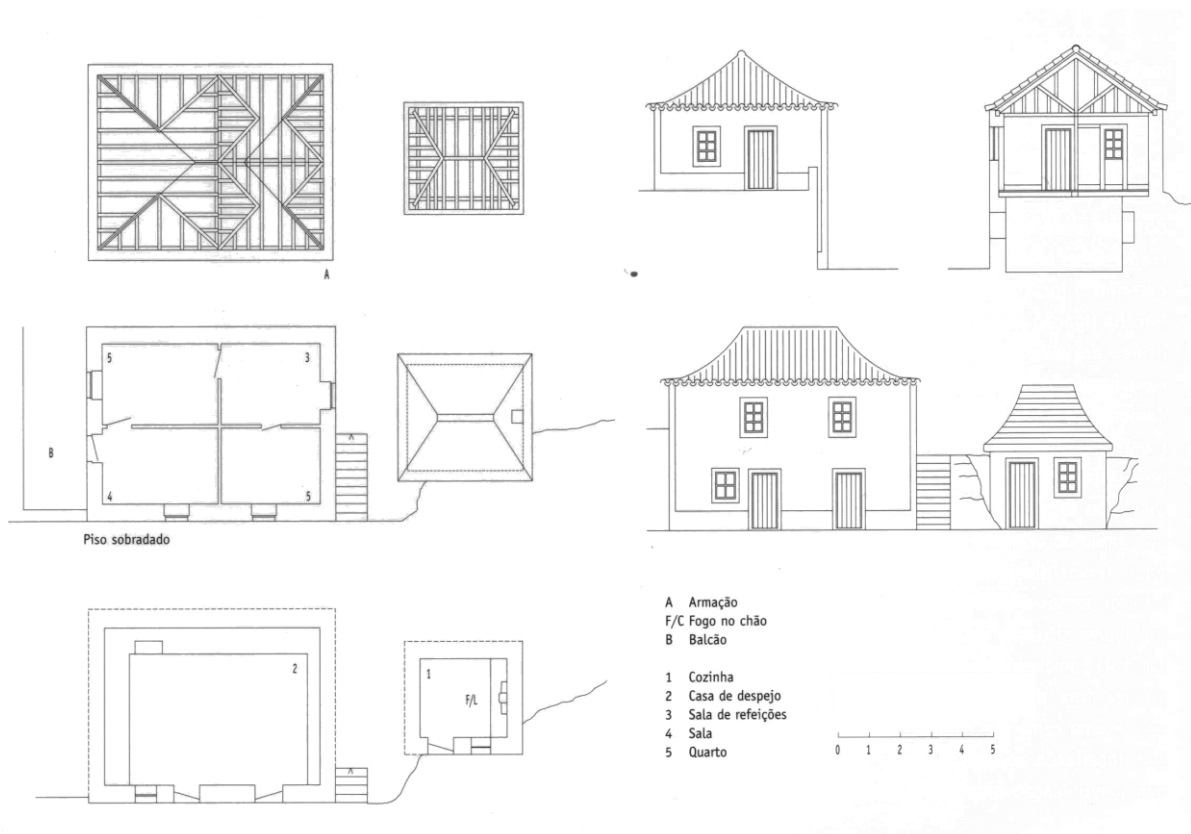 A
5
3
B
4
5
Piso sobradado
2
1
F/L
A Armação
F/C Fogo no chão
B Balcão
1 Cozinha
2 Casa de despejo
3 Sala de refeições
4 Sala
5 Quarto
0 1 2 3 4 5